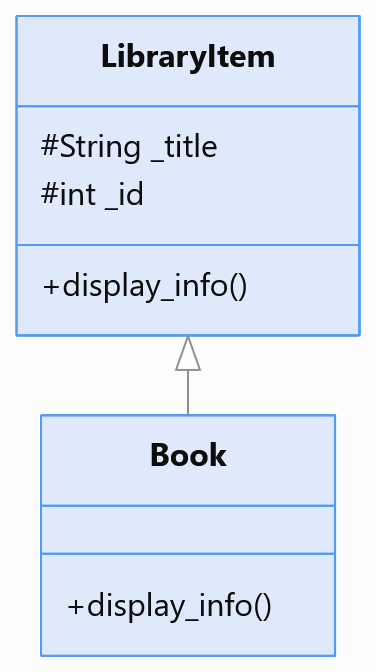 LibraryItem
#String _title
#int _id
+display_info()
Book
+display_info()